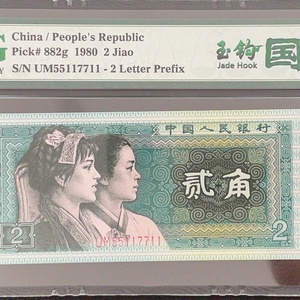 China / People's Republic
Pick# 882g 1980 2 Jiao
S/N UM55117711 - 2 Letter Prefix
玉钩国
Jade Hook
中国人民银行
贰角
UM55117711
2
2